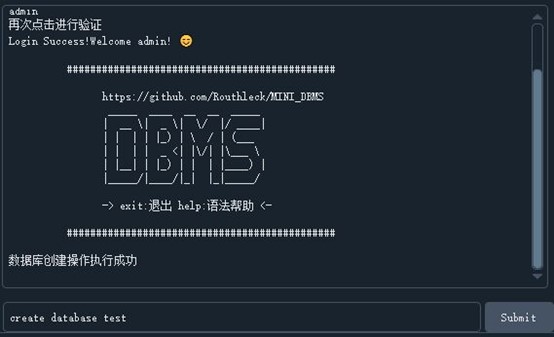 admin
再次点击进行验证
Login Success!Welcome admin! 😊
##############################################
https://github.com/Routhleck/MINI_DBMS
DBMS
-> exit:退出 help:语法帮助 <-
##############################################
数据库创建操作执行成功
create database test
Submit